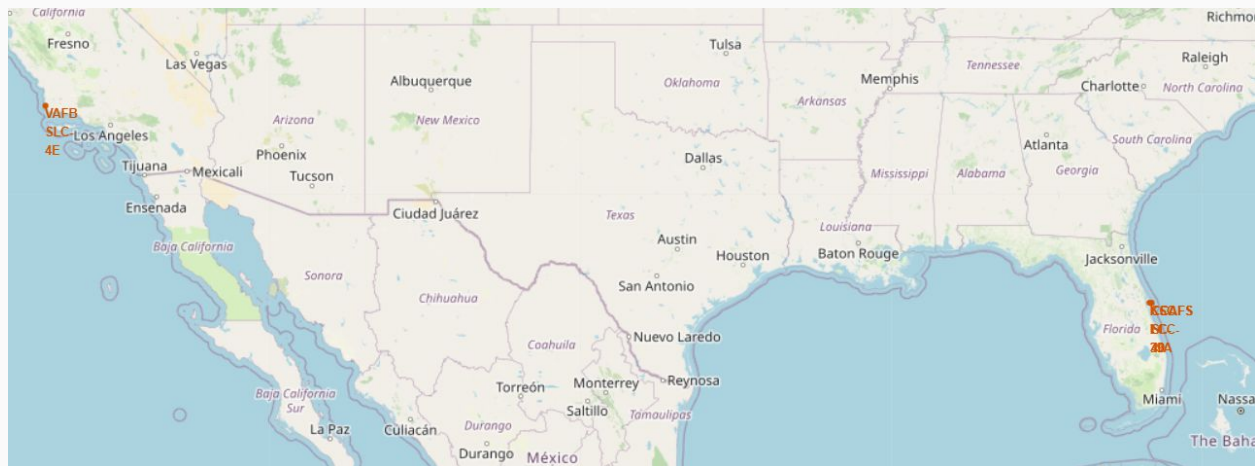 California
Richmo
Fresno
Tulsa
Las Vegas
Raleigh
Tennessee
Albuquerque
Memphis
Oklahoma
Charlotte
North Carolina
Arkansas
VAFB
SLC-
4E
Arizona
New Mexico
Los Angeles
South Carolina
Atlanta
Phoenix
Dallas
Tijuana
Mexicali
Tucson
Mississippi
Alabama
Georgia
Ensenada
Ciudad Juárez
Texas
Louisiana
Baja California
Austin
Houston
Baton Rouge
Jacksonville
Sonora
San Antonio
Chihuahua
Florida
Nuevo Laredo
Coahuila
Torreón
Monterrey
Reynosa
Baja California
Sur
Saltillo
Tamaulipas
Miami
Nassa
La Paz
Culiacán
Durango
Durango
México
The Baha